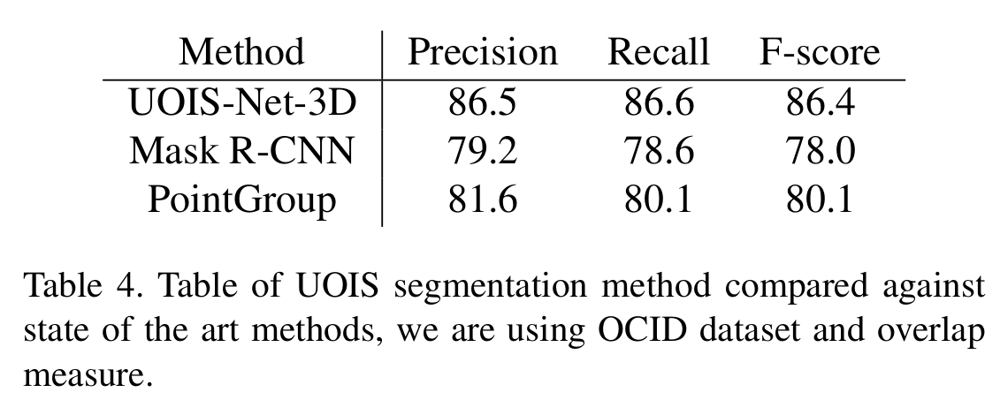 Method Precision Recall F-score
UOIS-Net-3D 86.5 86.6 86.4
Mask R-CNN 79.2 78.6 78.0
PointGroup 81.6 80.1 80.1
Table 4. Table of UOIS segmentation method compared against
state of the art methods, we are using OCID dataset and overlap
measure.